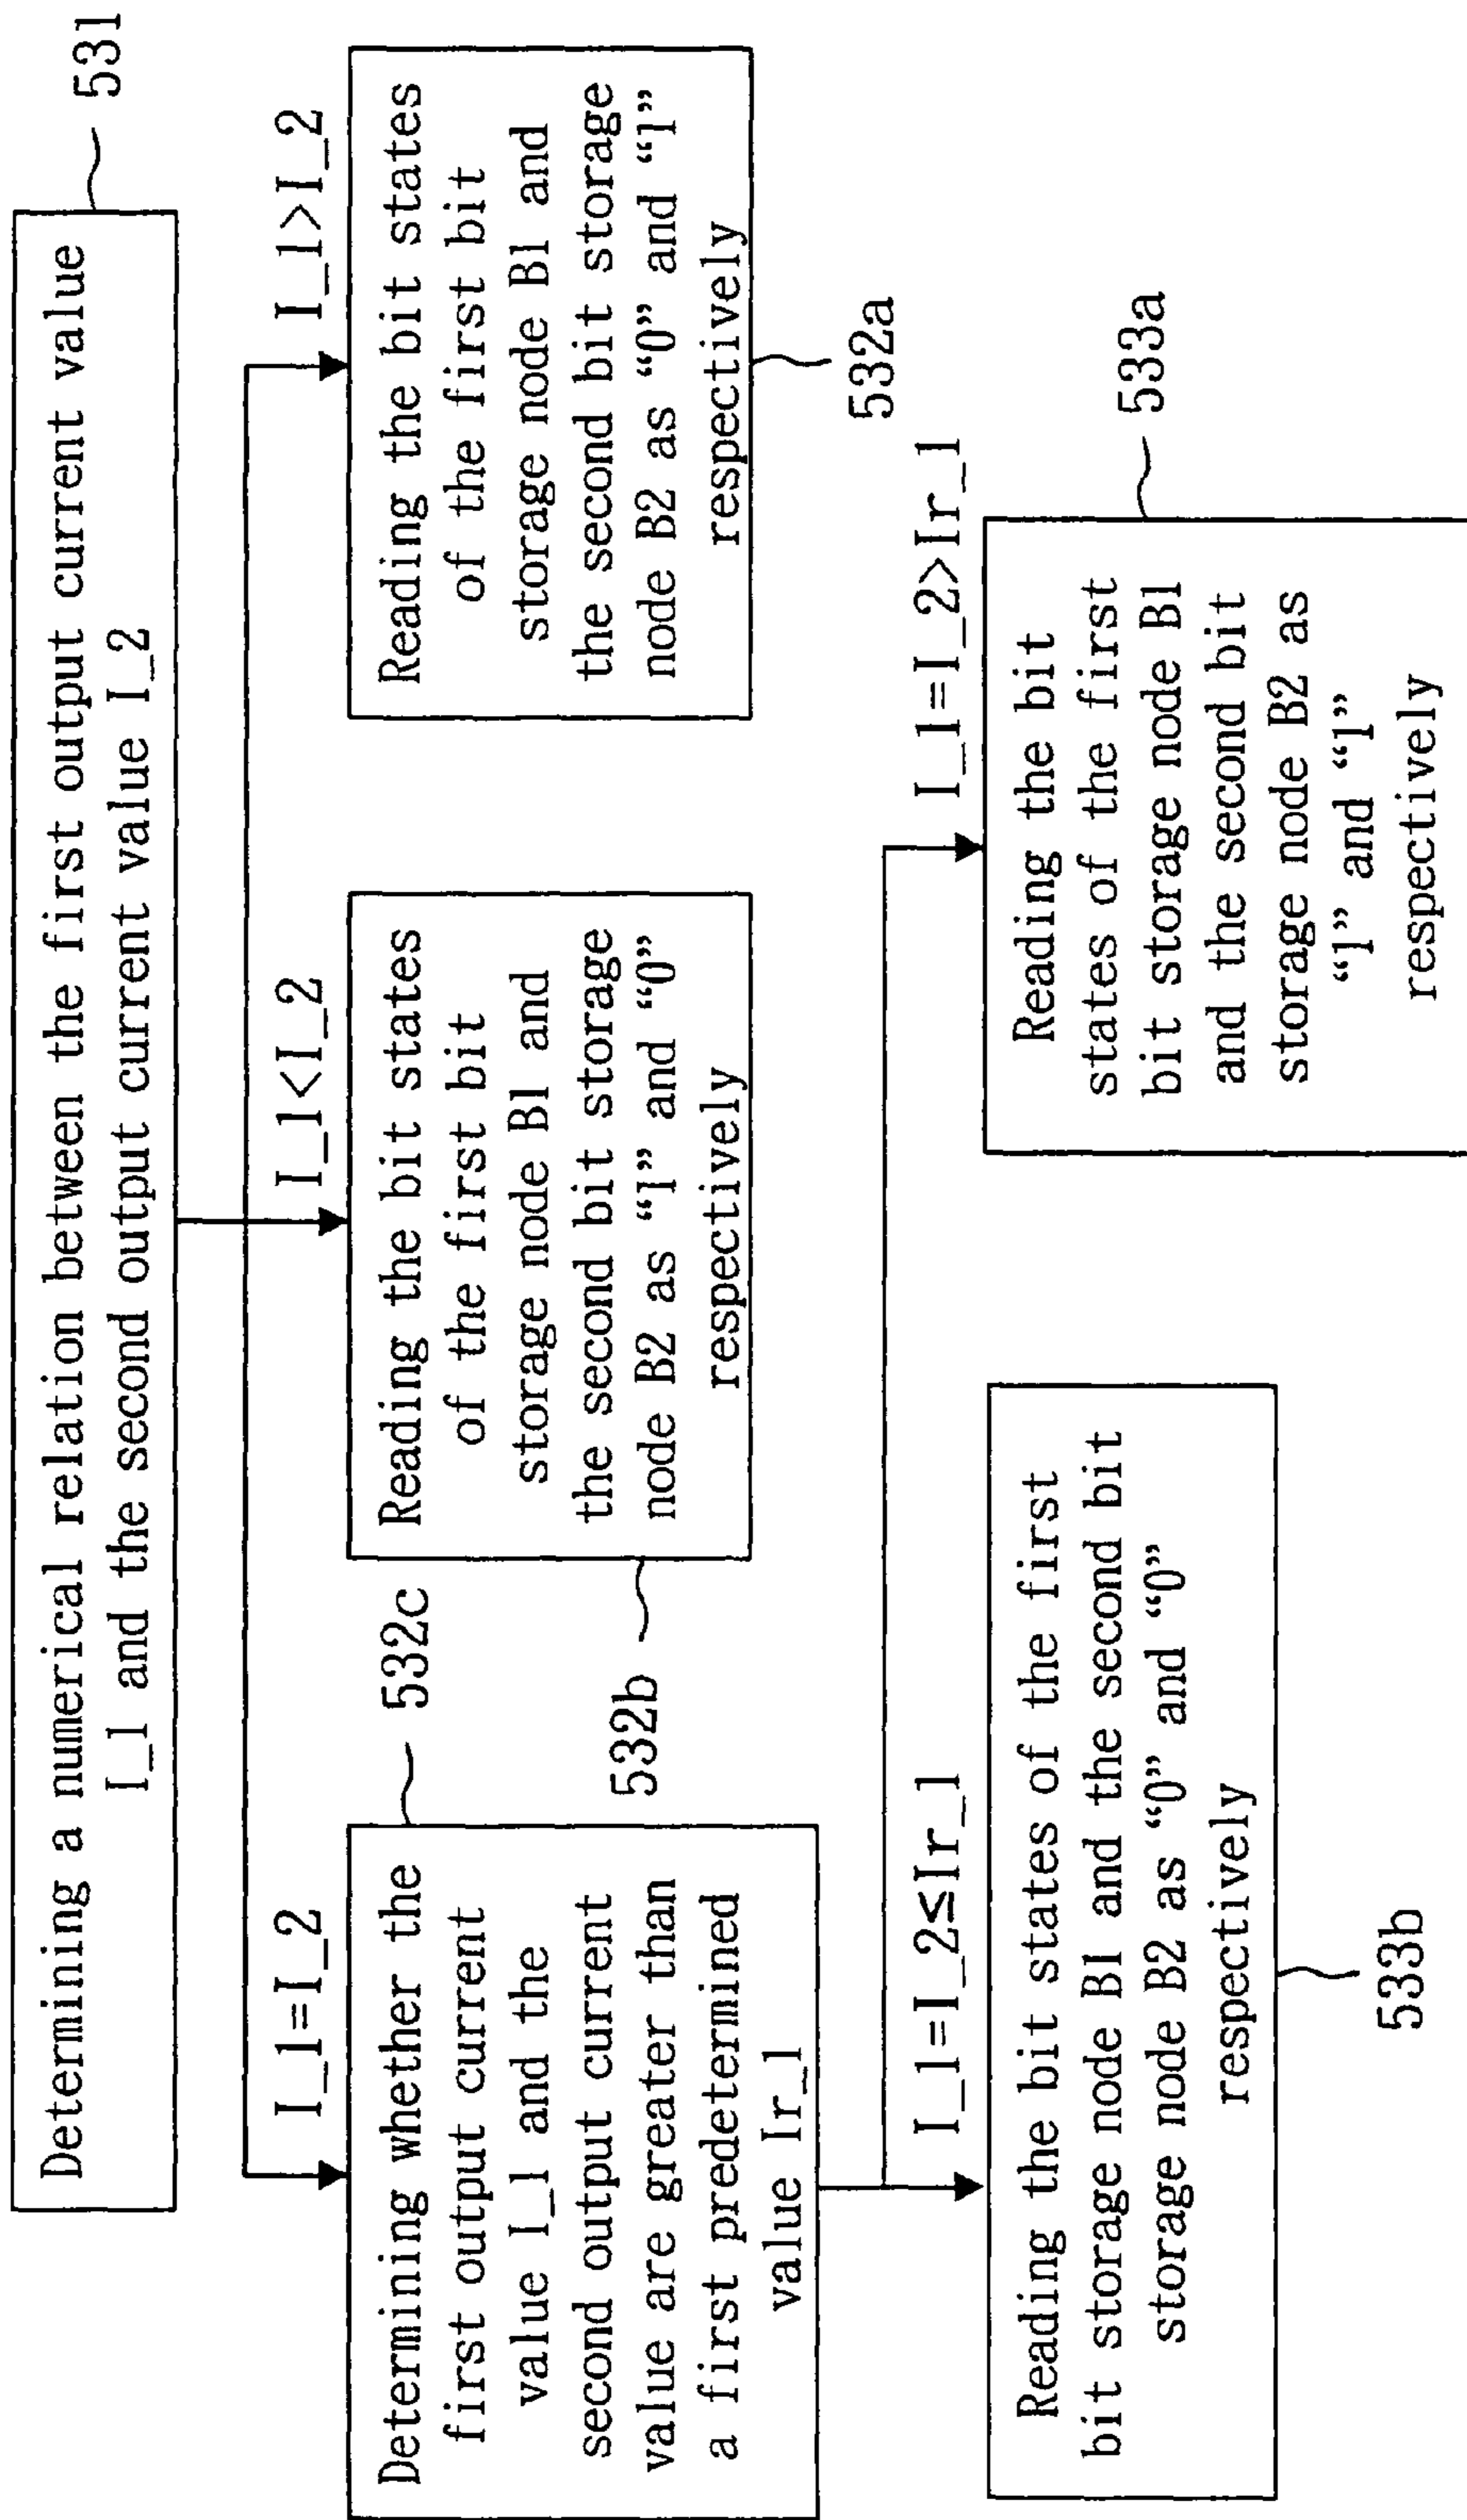 Determining a numerical relation between the first output current value
I_1 and the second output current value I_2
531
I_1=I_2
I_1<I_2
I_1>I_2
Determining whether the
first output current
value I_1 and the
second output current
value are greater than
a first predetermined
value Ir_1
532c
Reading the bit states
of the first bit
storage node B1 and
the second bit storage
node B2 as “1” and “0”
respectively
532b
Reading the bit states
of the first bit
storage node B1 and
the second bit storage
node B2 as “0” and “1”
respectively
532a
I_1=I_2≤Ir_1
I_1=I_2>Ir_1
Reading the bit states of the first
bit storage node B1 and the second bit
storage node B2 as “0” and “0”
respectively
533b
Reading the bit
states of the first
bit storage node B1
and the second bit
storage node B2 as
“1” and “1”
respectively
533a